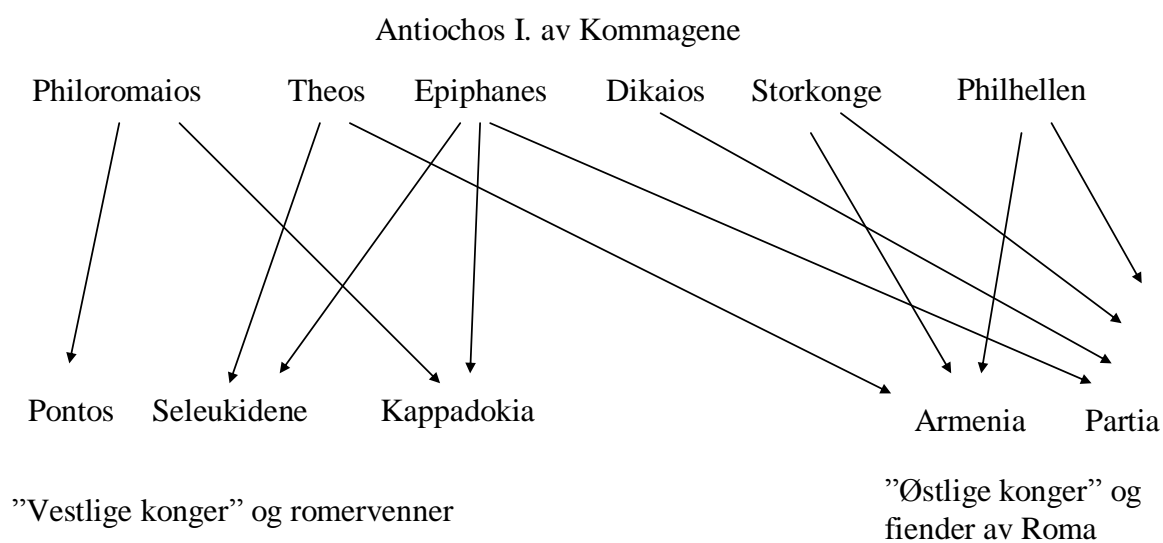 Antiochos I. av Kommagene
Philoromaios Theos Epiphanes Dikaios Storkonge Philhellen
Pontos Seleukidene Kappadokia Armenia Partia
”Vestlige konger” og romervenner
”Østlige konger” og
fiender av Roma